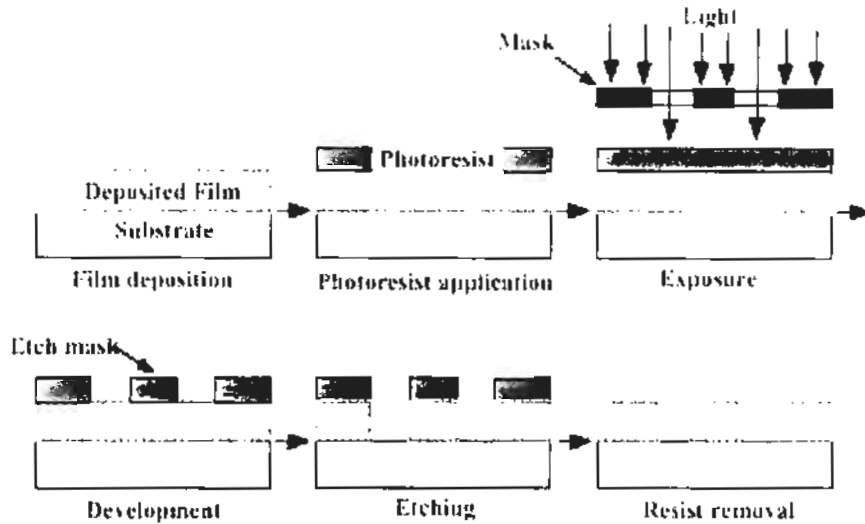 Light
Mask
Photoresist
Deposited Film
Substrate
Film deposition
Photoresist application
Exposure
Etch mask
Development
Etching
Resist removal